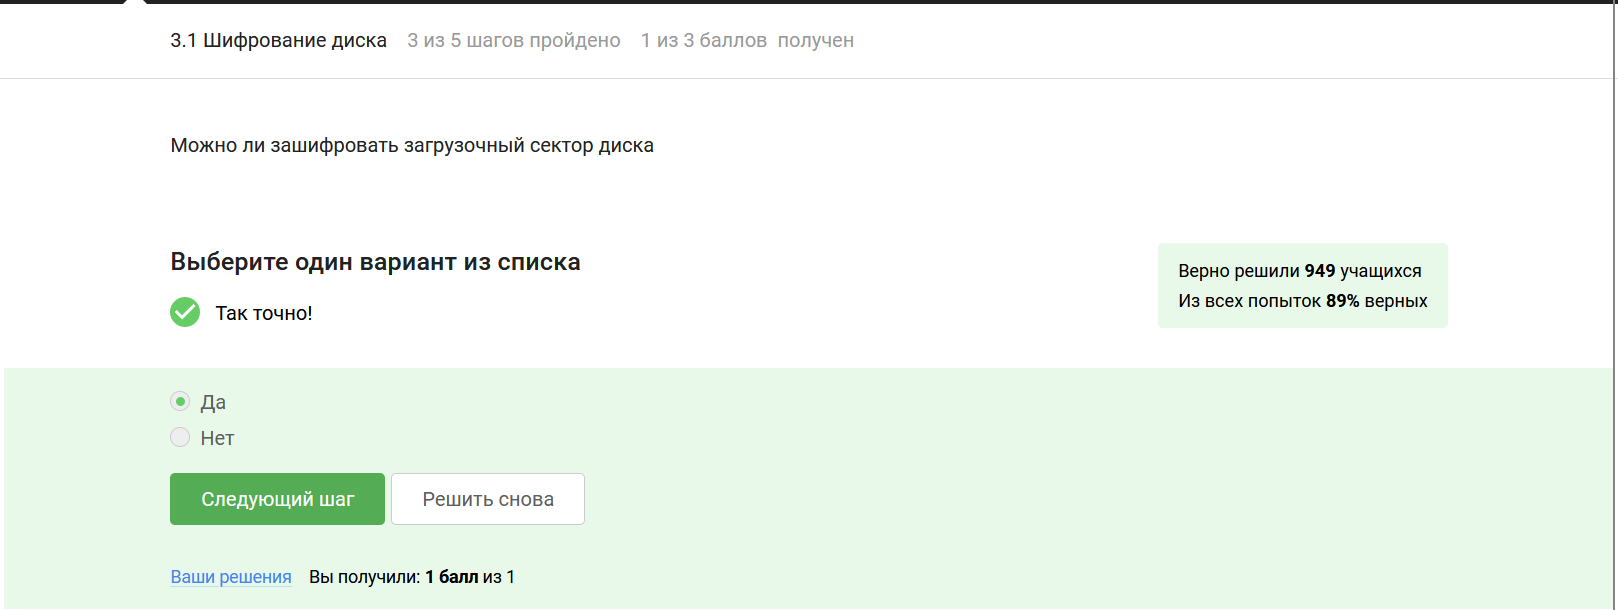 3.1 Шифрование диска 3 из 5 шагов пройдено 1 из 3 баллов получен
Можно ли зашифровать загрузочный сектор диска
Выберите один вариант из списка
Так точно!
Верно решили 949 учащихся
Из всех попыток 89% верных
Да
Нет
Следующий шаг Решить снова
Ваши решения Вы получили: 1 балл из 1